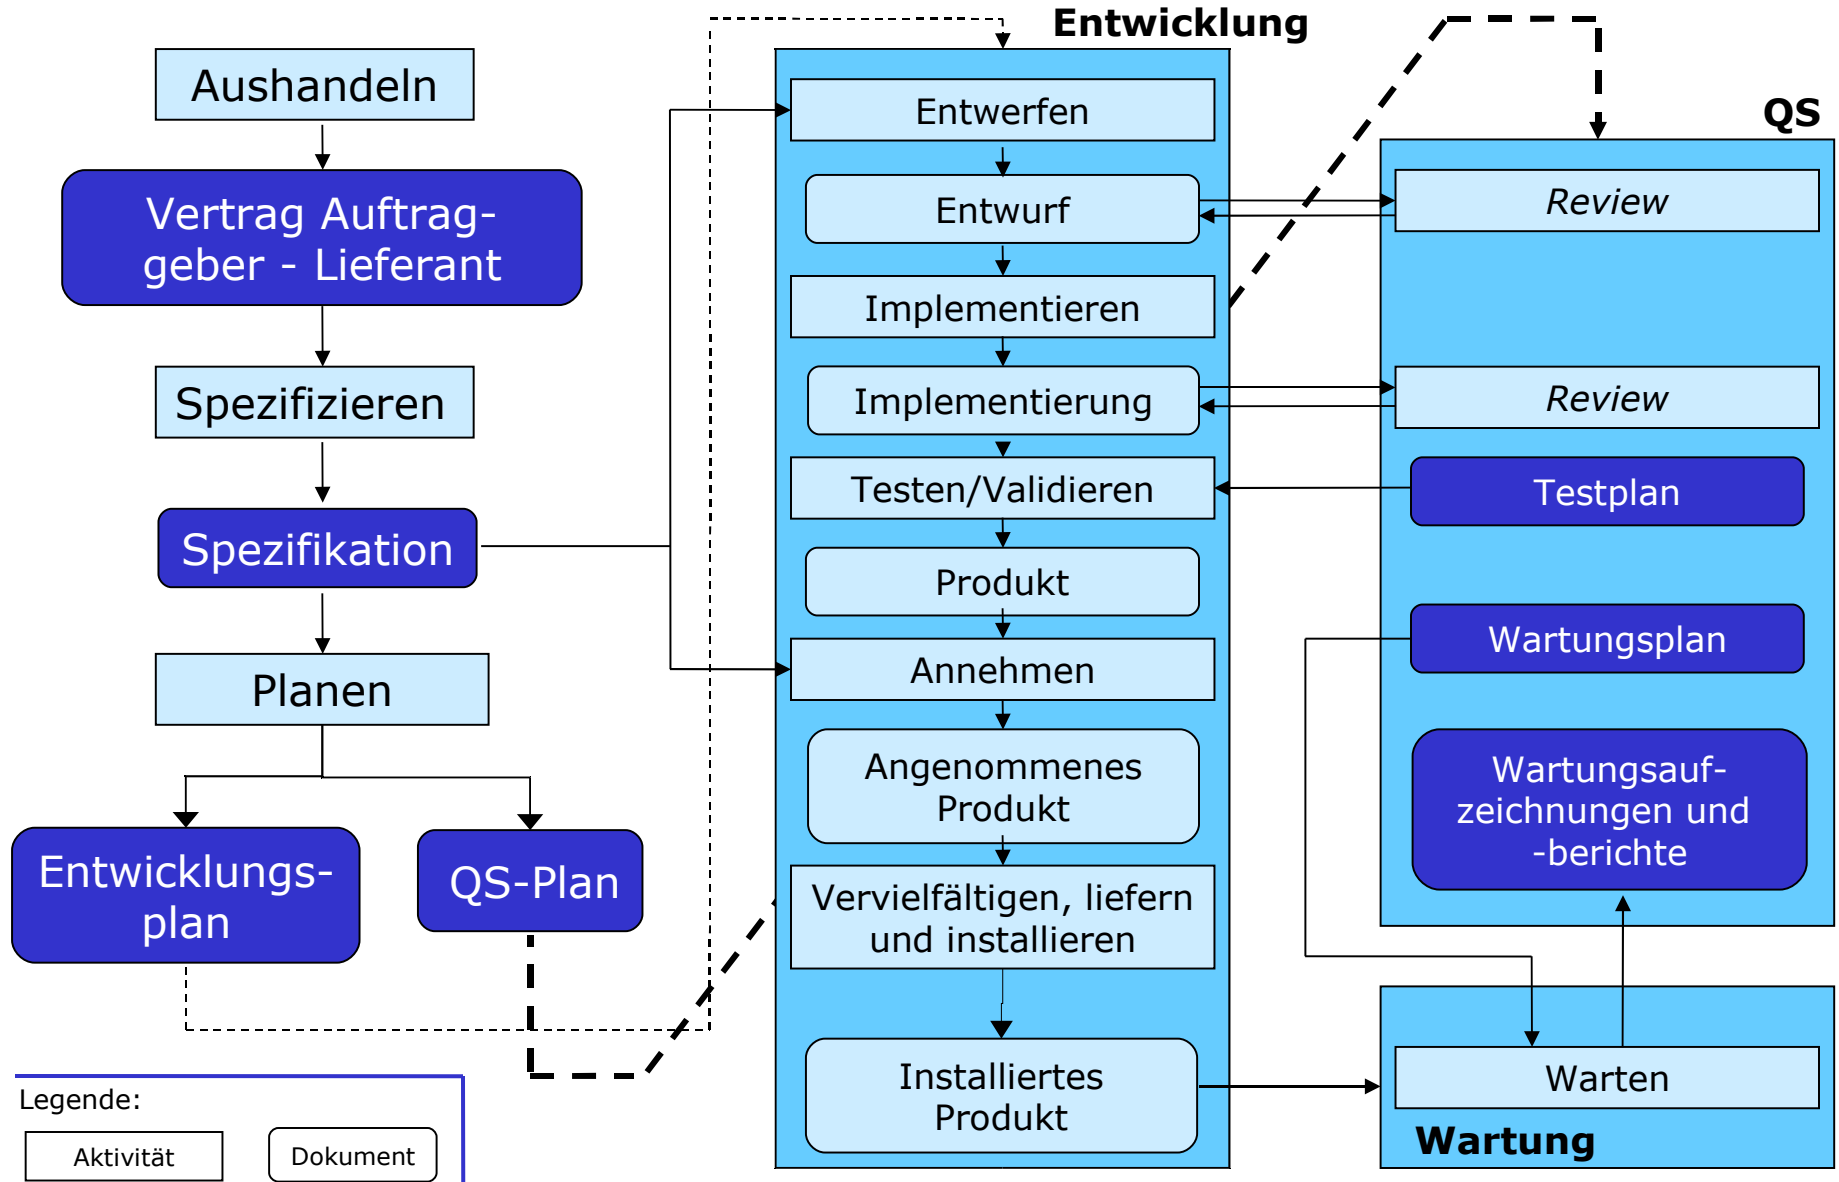 Aushandeln
Vertrag Auftrag-
geber - Lieferant
Spezifizieren
Spezifikation
Planen
Entwicklungs-
plan
QS-Plan
Legende:
Aktivität
Dokument
Entwicklung
Entwerfen
Entwurf
Implementieren
Implementierung
Testen/Validieren
Produkt
Annehmen
Angenommenes
Produkt
Vervielfältigen, liefern
und installieren
Installiertes
Produkt
QS
Review
Review
Testplan
Wartungsplan
Wartungsauf-
zeichnungen und
-berichte
Warten
Wartung